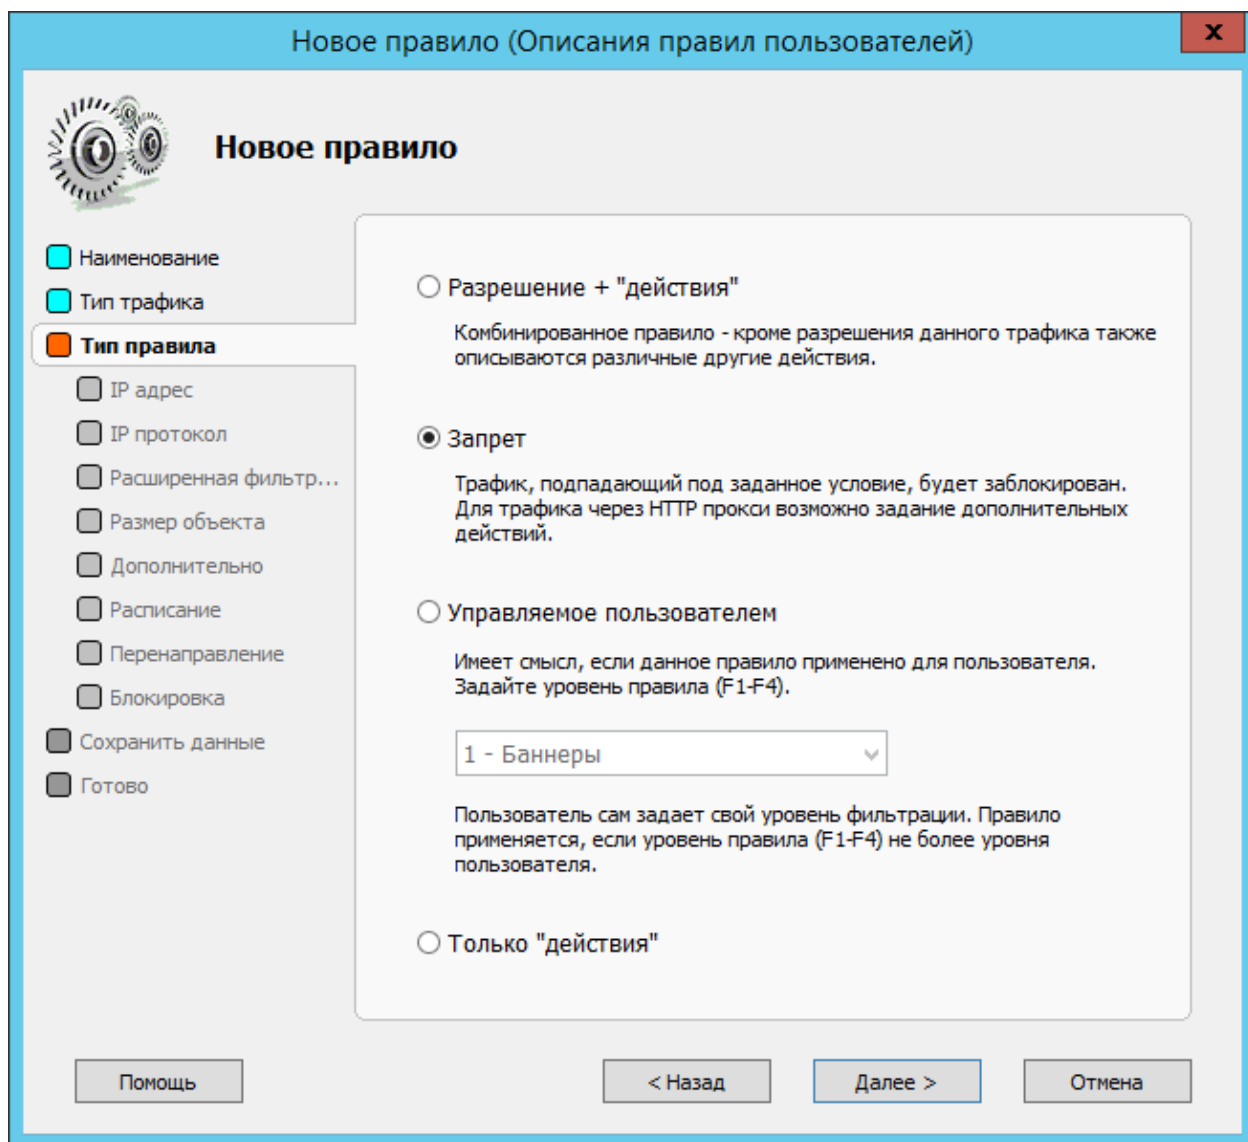 Новое правило (Описания правил пользователей)
x
Новое правило
Наименование
Тип трафика
Тип правила
IP адрес
IP протокол
Расширенная фильтр...
Размер объекта
Дополнительно
Расписание
Перенаправление
Блокировка
Сохранить данные
Готово
Разрешение + "действия"
Комбинированное правило - кроме разрешения данного трафика также
описываются различные другие действия.
Запрет
Трафик, подпадающий под заданное условие, будет заблокирован.
Для трафика через HTTP прокси возможно задание дополнительных
действий.
Управляемое пользователем
Имеет смысл, если данное правило применено для пользователя.
Задайте уровень правила (F1-F4).
1 - Баннеры
Пользователь сам задает свой уровень фильтрации. Правило
применяется, если уровень правила (F1-F4) не более уровня
пользователя.
Только "действия"
Помощь
< Назад
Далее >
Отмена